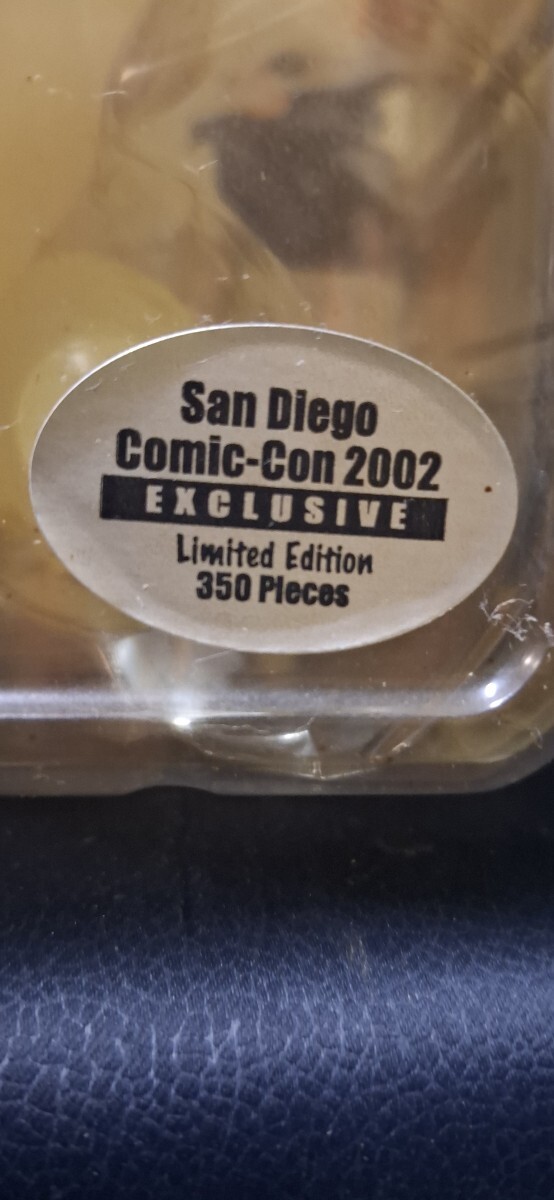 San Diego
Comic-Con 2002
EXCLUSIVE
Limited Edition
350 Pieces